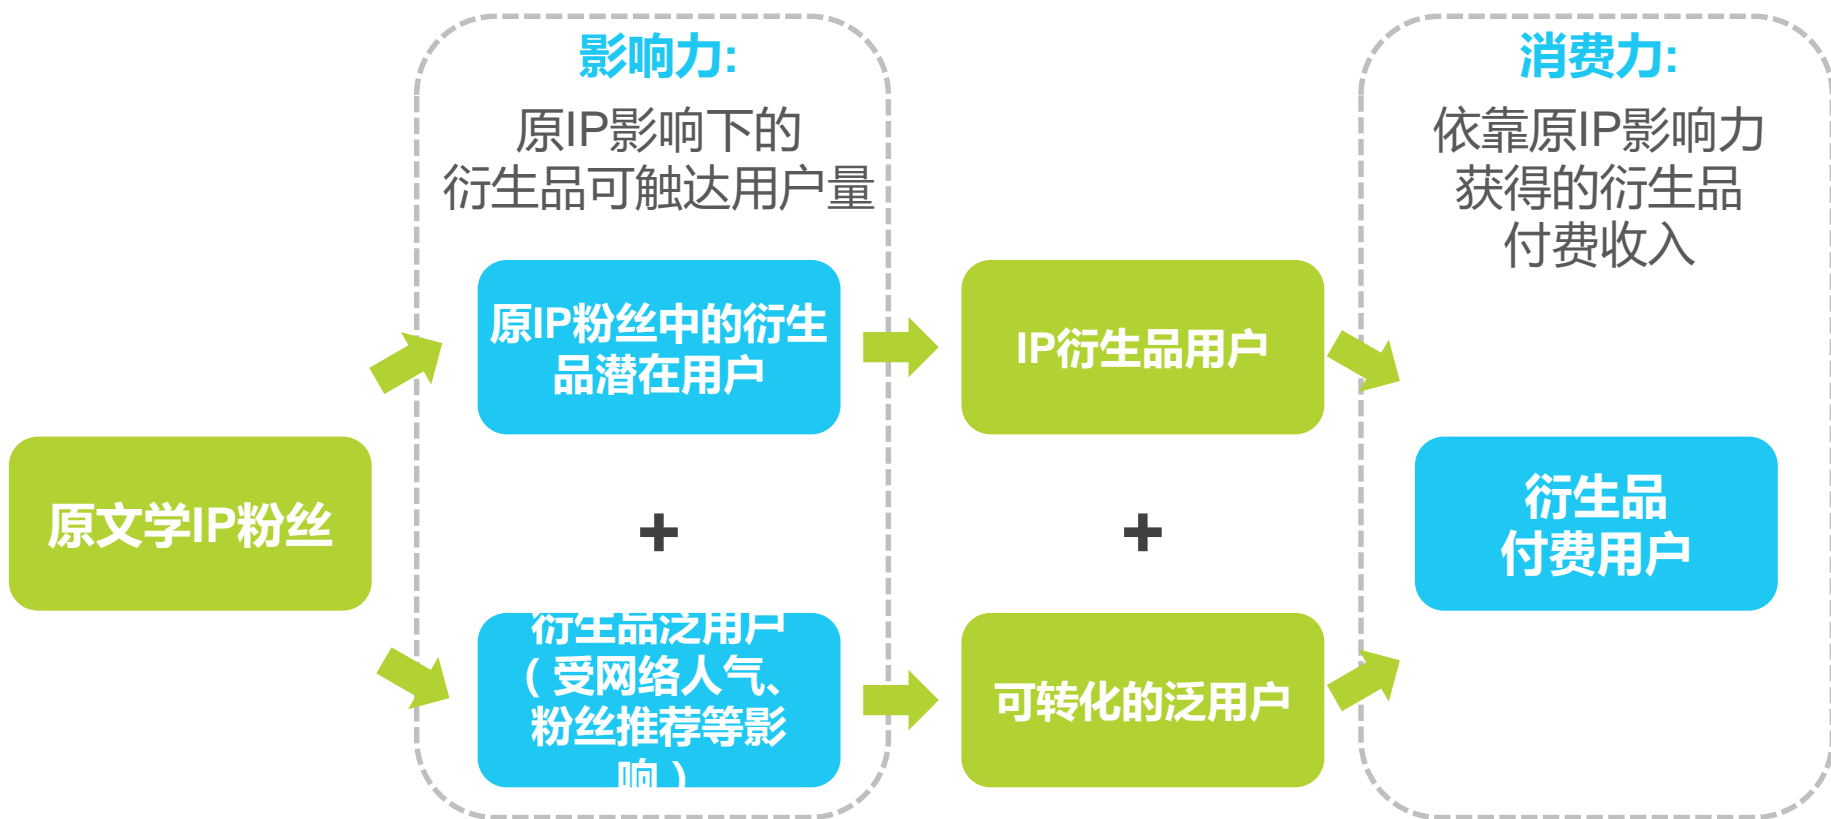 影响力:
原IP影响下的
衍生品可触达用户量
消费力:
依靠原IP影响力
获得的衍生品
付费收入
原IP粉丝中的衍生
品潜在用户
IP衍生品用户
原文学IP粉丝
+
+
衍生品
付费用户
衍生品泛用户
（受网络人气、
粉丝推荐等影
响）
可转化的泛用户